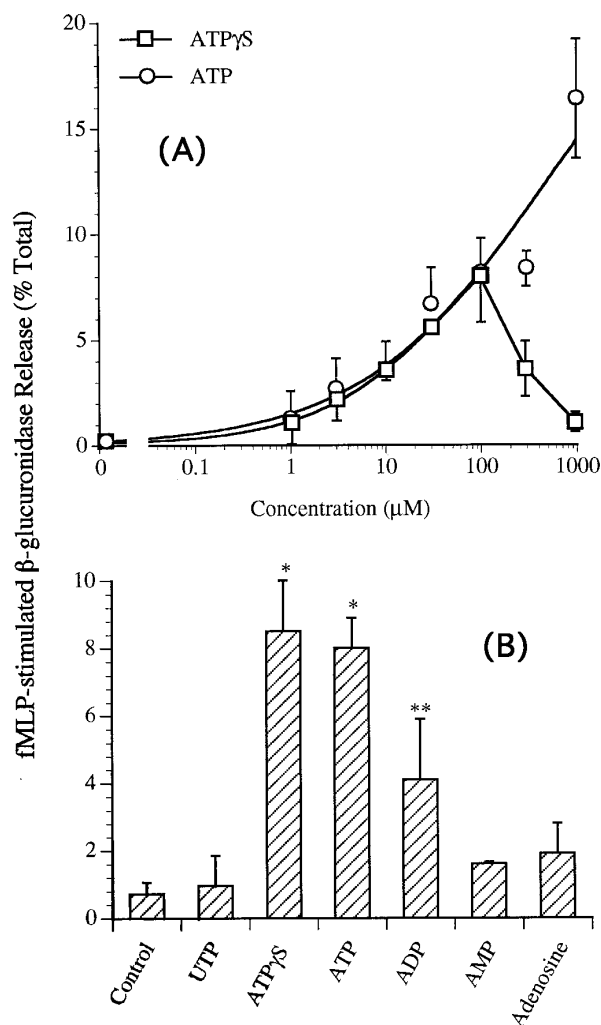 20
15
10
5
0
ATPγS
ATP
(A)
0
0.1
1
10
100
1000
Concentration (μM)
fMLP-stimulated β-glucuronidase Release (% Total)
10
8
6
4
2
0
*
*
**
(B)
Control
UTP
ATPγS
ATP
ADP
AMP
Adenosine